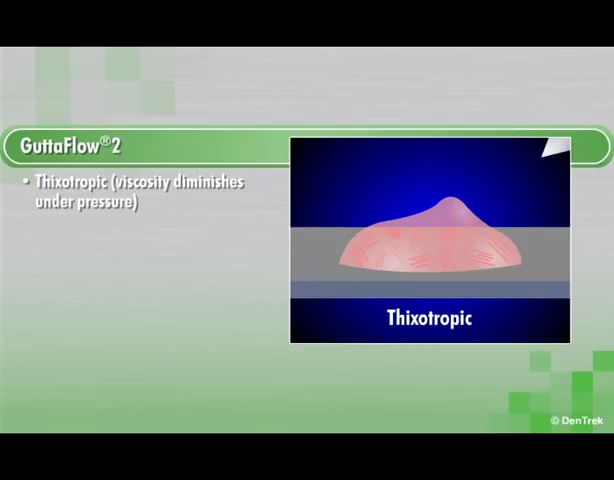 GuttaFlow®2
• Thixotropic (viscosity diminishes
under pressure)
Thixotropic
© DenTrek